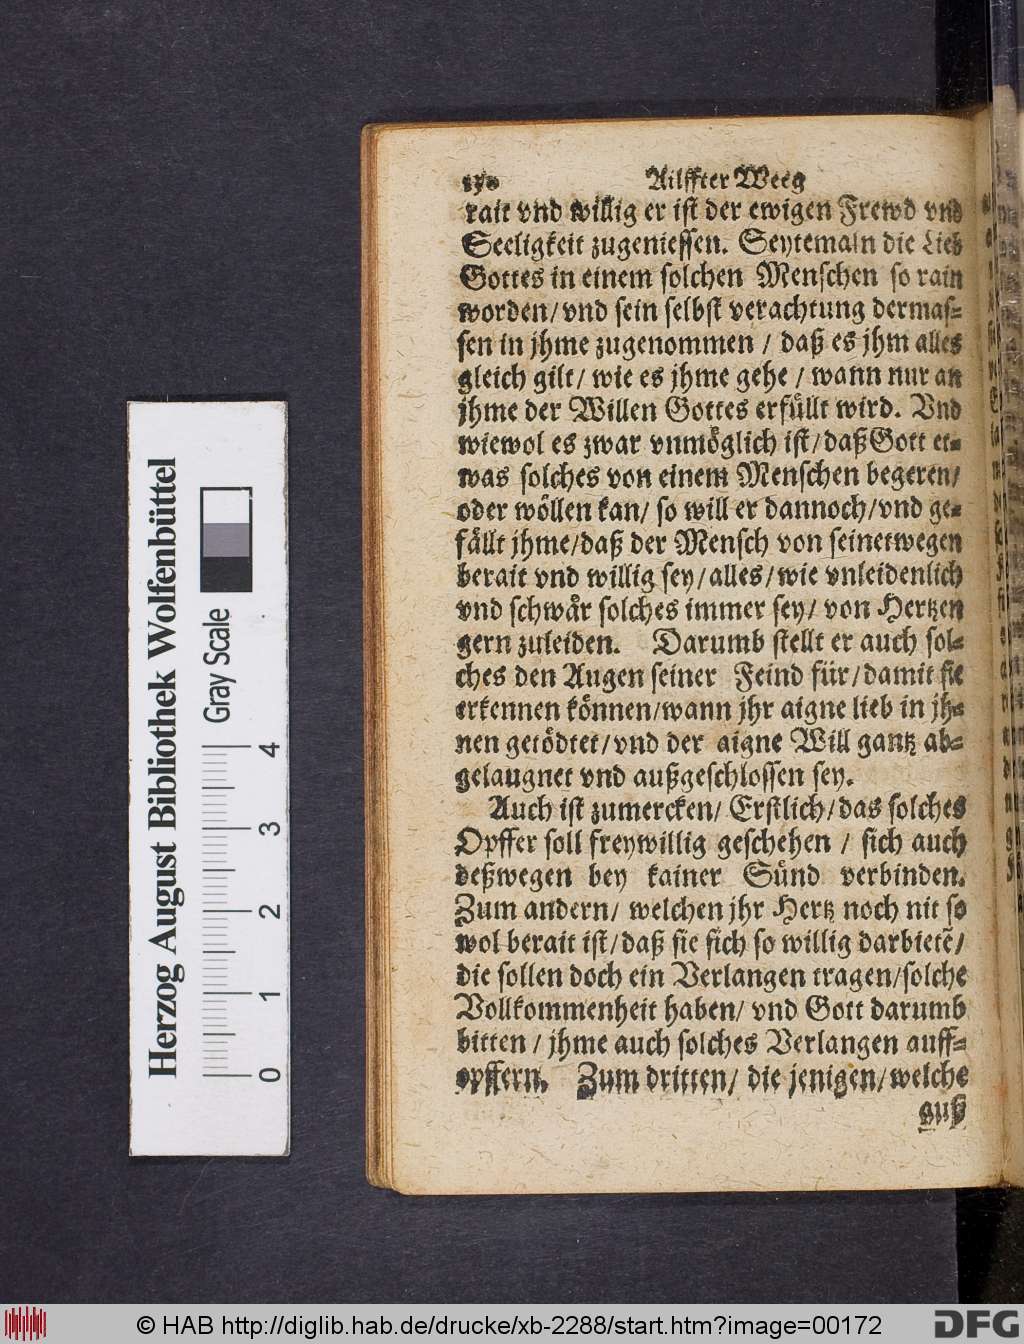 Ailffter Weeg
rait vnd willig er ist der ewigen Frewd vnd
Seeligkeit zugeniessen. Seytemaln die Lieb
Gottes in einem solchen Menschen so rain
worden/ vnd sein selbst verachtung dermas-
sen in jhme zugenommen / daß es jhm alles
gleich gilt/ wie es jhme gehe / wann nur an
jhme der Willen Gottes erfüllt wird. Vnd
wiewol es zwar vnmöglich ist/ daß Gott et-
was solches von einem Menschen begeren/
oder wöllen kan/ so will er dannoch/ vnd ge-
fällt jhme/ daß der Mensch von seinetwegen
berait vnd willig sey/ alles/ wie vnleidenlich
vnd schwär solches immer sey/ von Hertzen
gern zuleiden. Darumb stellt er auch sol-
ches den Augen seiner Feind für/ damit sie
erkennen können/ wann jhr aigne lieb in jh-
nen getödtet/ vnd der aigne Will gantz ab-
gelaugnet vnd außgeschlossen sey.
Auch ist zumercken/ Erstlich/ das solches
Opffer soll freywillig geschehen / sich auch
deßwegen bey kainer Sünd verbinden.
Zum andern/ welchen jhr Hertz noch nit so
wol berait ist/ daß sie sich so willig darbietẽ/
die sollen doch ein Verlangen tragen/ solche
Vollkommenheit haben/ vnd Gott darumb
bitten / jhme auch solches Verlangen auff-
opffern. Zum dritten/ die jenigen/ welche
auß
Herzog August Bibliothek Wolfenbüttel
Gray Scale
0 1 2 3 4
© HAB http://diglib.hab.de/drucke/xb-2288/start.htm?image=00172
DFG